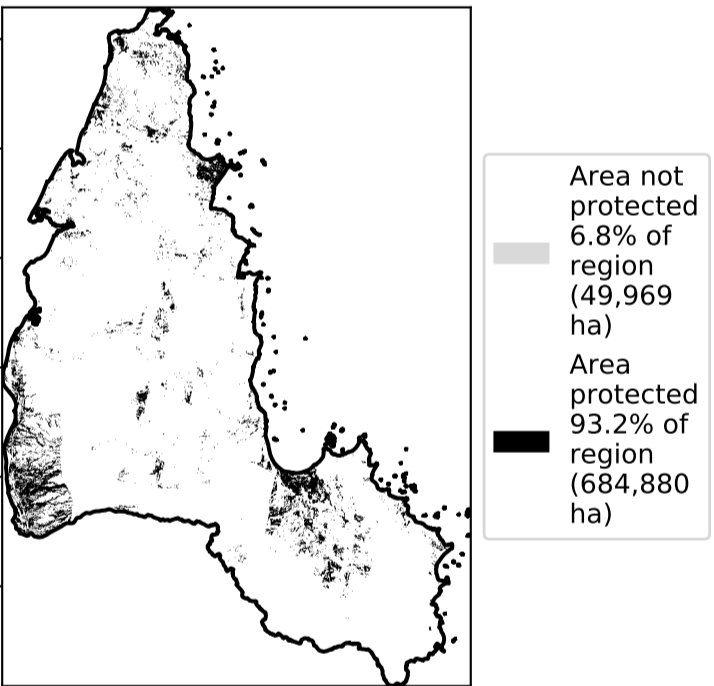 Area not
protected
6.8% of
region
(49,969
ha)
Area
protected
93.2% of
region
(684,880
ha)